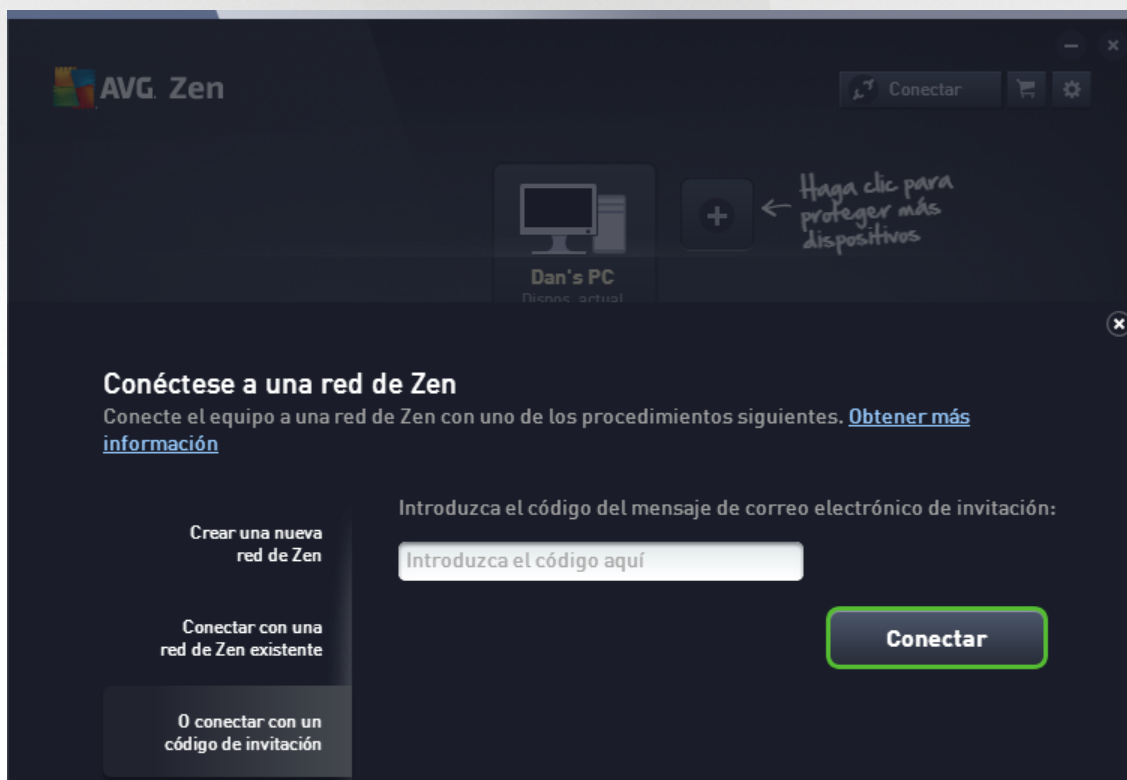 AVG. Zen
Conectar
Haga clic para
proteger más
dispositivos
Dan's PC
Dispos. actual
Conéctese a una red de Zen
Conecte el equipo a una red de Zen con uno de los procedimientos siguientes. Obtener más
información
Crear una nueva
red de Zen
Conectar con una
red de Zen existente
O conectar con un
código de invitación
Introduzca el código del mensaje de correo electrónico de invitación:
Introduzca el código aquí
Conectar